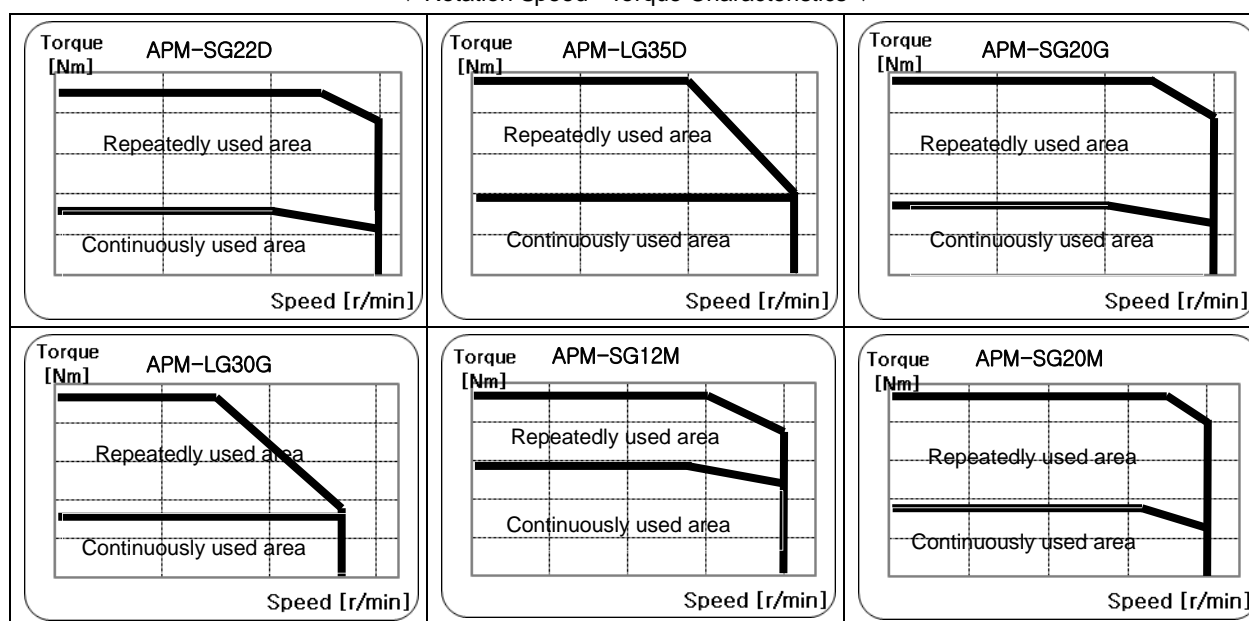 Rotation Speed - Torque Characteristics
Torque
[Nm]
APM-SG22D
Repeatedly used area
Continuously used area
Speed [r/min]
Torque
[Nm]
APM-LG35D
Repeatedly used area
Continuously used area
Speed [r/min]
Torque
[Nm]
APM-SG20G
Repeatedly used area
Continuously used area
Speed [r/min]
Torque
[Nm]
APM-LG30G
Repeatedly used area
Continuously used area
Speed [r/min]
Torque
[Nm]
APM-SG12M
Repeatedly used area
Continuously used area
Speed [r/min]
Torque
[Nm]
APM-SG20M
Repeatedly used area
Continuously used area
Speed [r/min]